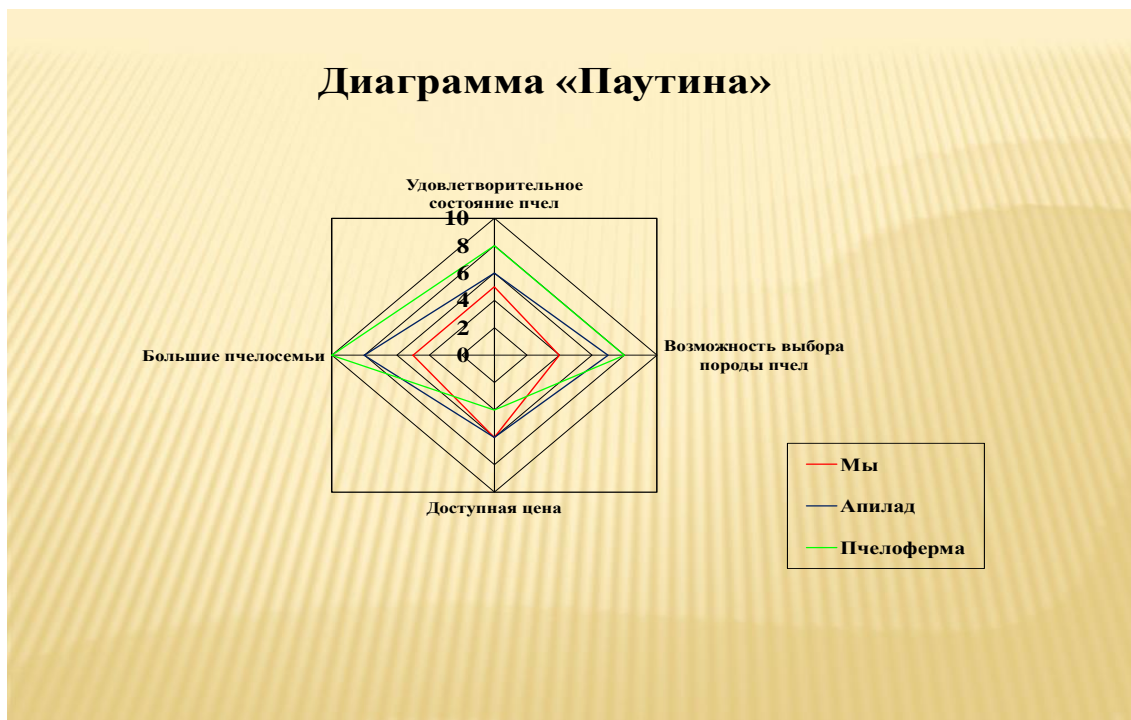 Диаграмма «Паутина»
Удовлетворительное
состояние пчел
10
8
6
4
2
0
Большие пчелосемьи
Возможность выбора
породы пчел
Доступная цена
Мы
Апилад
Пчелоферма